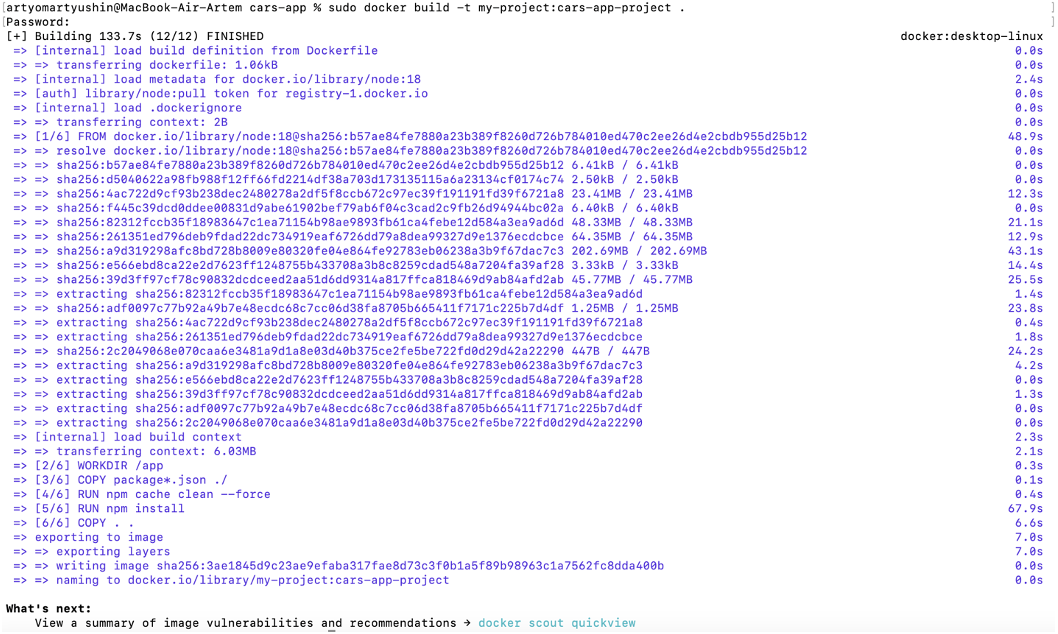 [artyomartyushin@MacBook-Air-Artem cars-app % sudo docker build -t my-project:cars-app-project . ]
[Password: ]
[+] Building 133.7s (12/12) FINISHED docker:desktop-linux
=> [internal] load build definition from Dockerfile 0.0s
=> => transferring dockerfile: 1.06kB 0.0s
=> [internal] load metadata for docker.io/library/node:18 2.4s
=> [auth] library/node:pull token for registry-1.docker.io 0.0s
=> [internal] load .dockerignore 0.0s
=> => transferring context: 2B 0.0s
=> [1/6] FROM docker.io/library/node:18@sha256:b57ae84fe7880a23b389f8260d726b784010ed470c2ee26d4e2cbdb955d25b12 48.9s
=> => resolve docker.io/library/node:18@sha256:b57ae84fe7880a23b389f8260d726b784010ed470c2ee26d4e2cbdb955d25b12 0.0s
=> => sha256:b57ae84fe7880a23b389f8260d726b784010ed470c2ee26d4e2cbdb955d25b12 6.41kB / 6.41kB 0.0s
=> => sha256:d5040622a98fb988f12ff66fd2214df38a703d173135115a6a23134cf0174c74 2.50kB / 2.50kB 0.0s
=> => sha256:4ac722d9cf93b238dec2480278a2df5f8ccb672c97ec39f191191fd39f6721a8 23.41MB / 23.41MB 12.3s
=> => sha256:f445c39dcd0ddee00831d9abe61902bef79ab6f04c3cad2c9fb26d94944bc02a 6.40kB / 6.40kB 0.0s
=> => sha256:82312fccb35f18983647c1ea71154b98ae9893fb61ca4febe12d584a3ea9ad6d 48.33MB / 48.33MB 21.1s
=> => sha256:261351ed796deb9fdad22dc734919eaf6726dd79a8dea99327d9e1376ecdcbce 64.35MB / 64.35MB 12.9s
=> => sha256:a9d319298afc8bd728b8009e80320fe04e864fe92783eb06238a3b9f67dac7c3 202.69MB / 202.69MB 43.1s
=> => sha256:e566ebd8ca22e2d7623ff1248755b433708a3b8c8259cdad548a7204fa39af28 3.33kB / 3.33kB 14.4s
=> => sha256:39d3ff97cf78c90832dcdceed2aa51d6dd9314a817ffca818469d9ab84afd2ab 45.77MB / 45.77MB 25.5s
=> => extracting sha256:82312fccb35f18983647c1ea71154b98ae9893fb61ca4febe12d584a3ea9ad6d 1.4s
=> => sha256:adf0097c77b92a49b7e48ecdc68c7cc06d38fa8705b665411f7171c225b7d4df 1.25MB / 1.25MB 23.8s
=> => extracting sha256:4ac722d9cf93b238dec2480278a2df5f8ccb672c97ec39f191191fd39f6721a8 0.4s
=> => extracting sha256:261351ed796deb9fdad22dc734919eaf6726dd79a8dea99327d9e1376ecdcbce 1.8s
=> => sha256:2c2049068e070caa6e3481a9d1a8e03d40b375ce2fe5be722fd0d29d42a22290 447B / 447B 24.2s
=> => extracting sha256:a9d319298afc8bd728b8009e80320fe04e864fe92783eb06238a3b9f67dac7c3 4.2s
=> => extracting sha256:e566ebd8ca22e2d7623ff1248755b433708a3b8c8259cdad548a7204fa39af28 0.0s
=> => extracting sha256:39d3ff97cf78c90832dcdceed2aa51d6dd9314a817ffca818469d9ab84afd2ab 1.3s
=> => extracting sha256:adf0097c77b92a49b7e48ecdc68c7cc06d38fa8705b665411f7171c225b7d4df 0.0s
=> => extracting sha256:2c2049068e070caa6e3481a9d1a8e03d40b375ce2fe5be722fd0d29d42a22290 0.0s
=> [internal] load build context 2.3s
=> => transferring context: 6.03MB 2.1s
=> [2/6] WORKDIR /app 0.3s
=> [3/6] COPY package*.json ./ 0.1s
=> [4/6] RUN npm cache clean --force 0.4s
=> [5/6] RUN npm install 67.9s
=> [6/6] COPY . . 6.6s
=> exporting to image 7.0s
=> => exporting layers 7.0s
=> => writing image sha256:3ae1845d9c23ae9efaba317fae8d73c3f0b1a5f89b98963c1a7562fc8dda400b 0.0s
=> => naming to docker.io/library/my-project:cars-app-project 0.0s
What's next:
View a summary of image vulnerabilities and recommendations → docker scout quickview